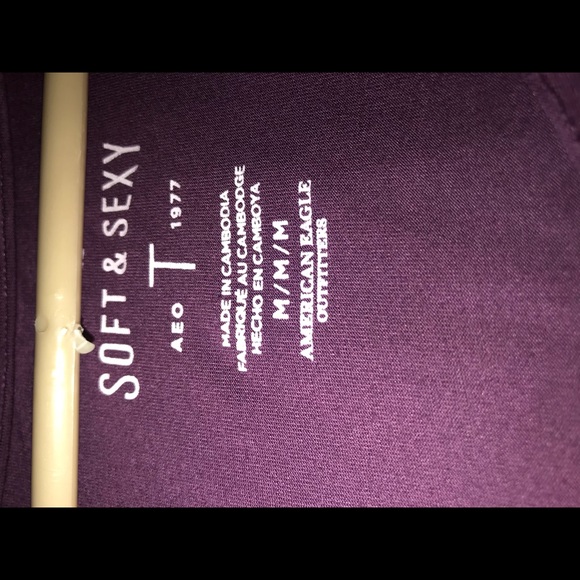 SOFT & SEXY
AEO T 1977
MADE IN CAMBODIA
FABRIQUÉ AU CAMBODGE
HECHO EN CAMBOYA
M / M / M
AMERICAN EAGLE
OUTFITTERS